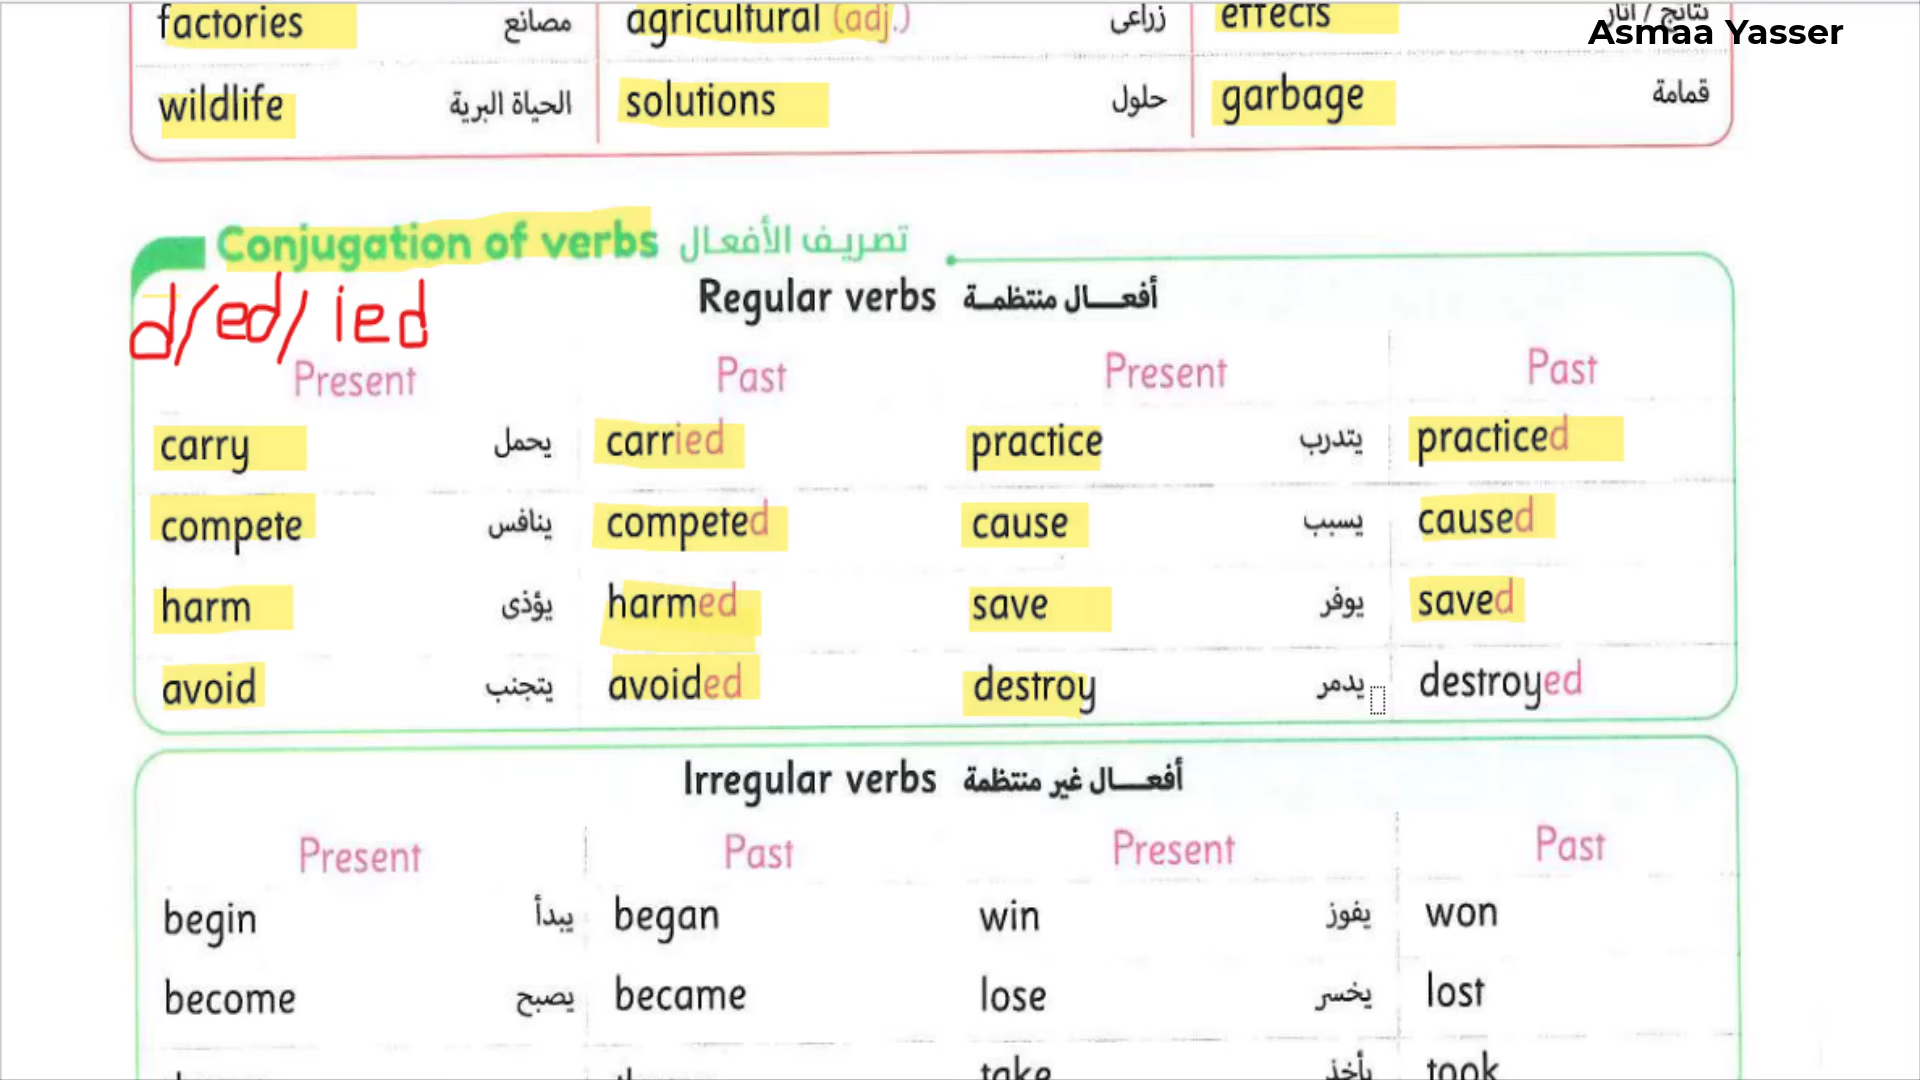 factories مصانع agricultural (adj.) زراعى effects نتائج / آثار
Asmaa Yasser
wildlife الحياة البرية solutions حلول garbage قمامة
Conjugation of verbs تصريف الأفعال
d/ed/ied
Regular verbs أفعال منتظمة
Present Past Present Past
carry يحمل carried practice يتدرب practiced
compete ينافس competed cause يسبب caused
harm يؤذى harmed save يوفر saved
avoid يتجنب avoided destroy يدمر destroyed
Irregular verbs أفعال غير منتظمة
Present Past Present Past
begin يبدأ began win يفوز won
become يصبح became lose يخسر lost
take يأخذ took